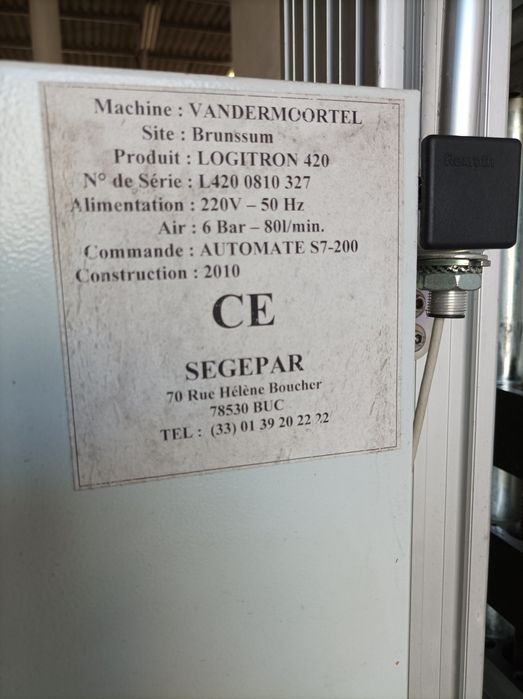 Machine : VANDERMOORTEL
Site : Brunssum
Produit : LOGITRON 420
N° de Série : L420 0810 327
Alimentation : 220V – 50 Hz
Air : 6 Bar – 80l/min.
Commande : AUTOMATE S7-200
Construction : 2010
CE
SEGEPAR
70 Rue Hélène Boucher
78530 BUC
TEL : (33) 01 39 20 22 22
Rexroth